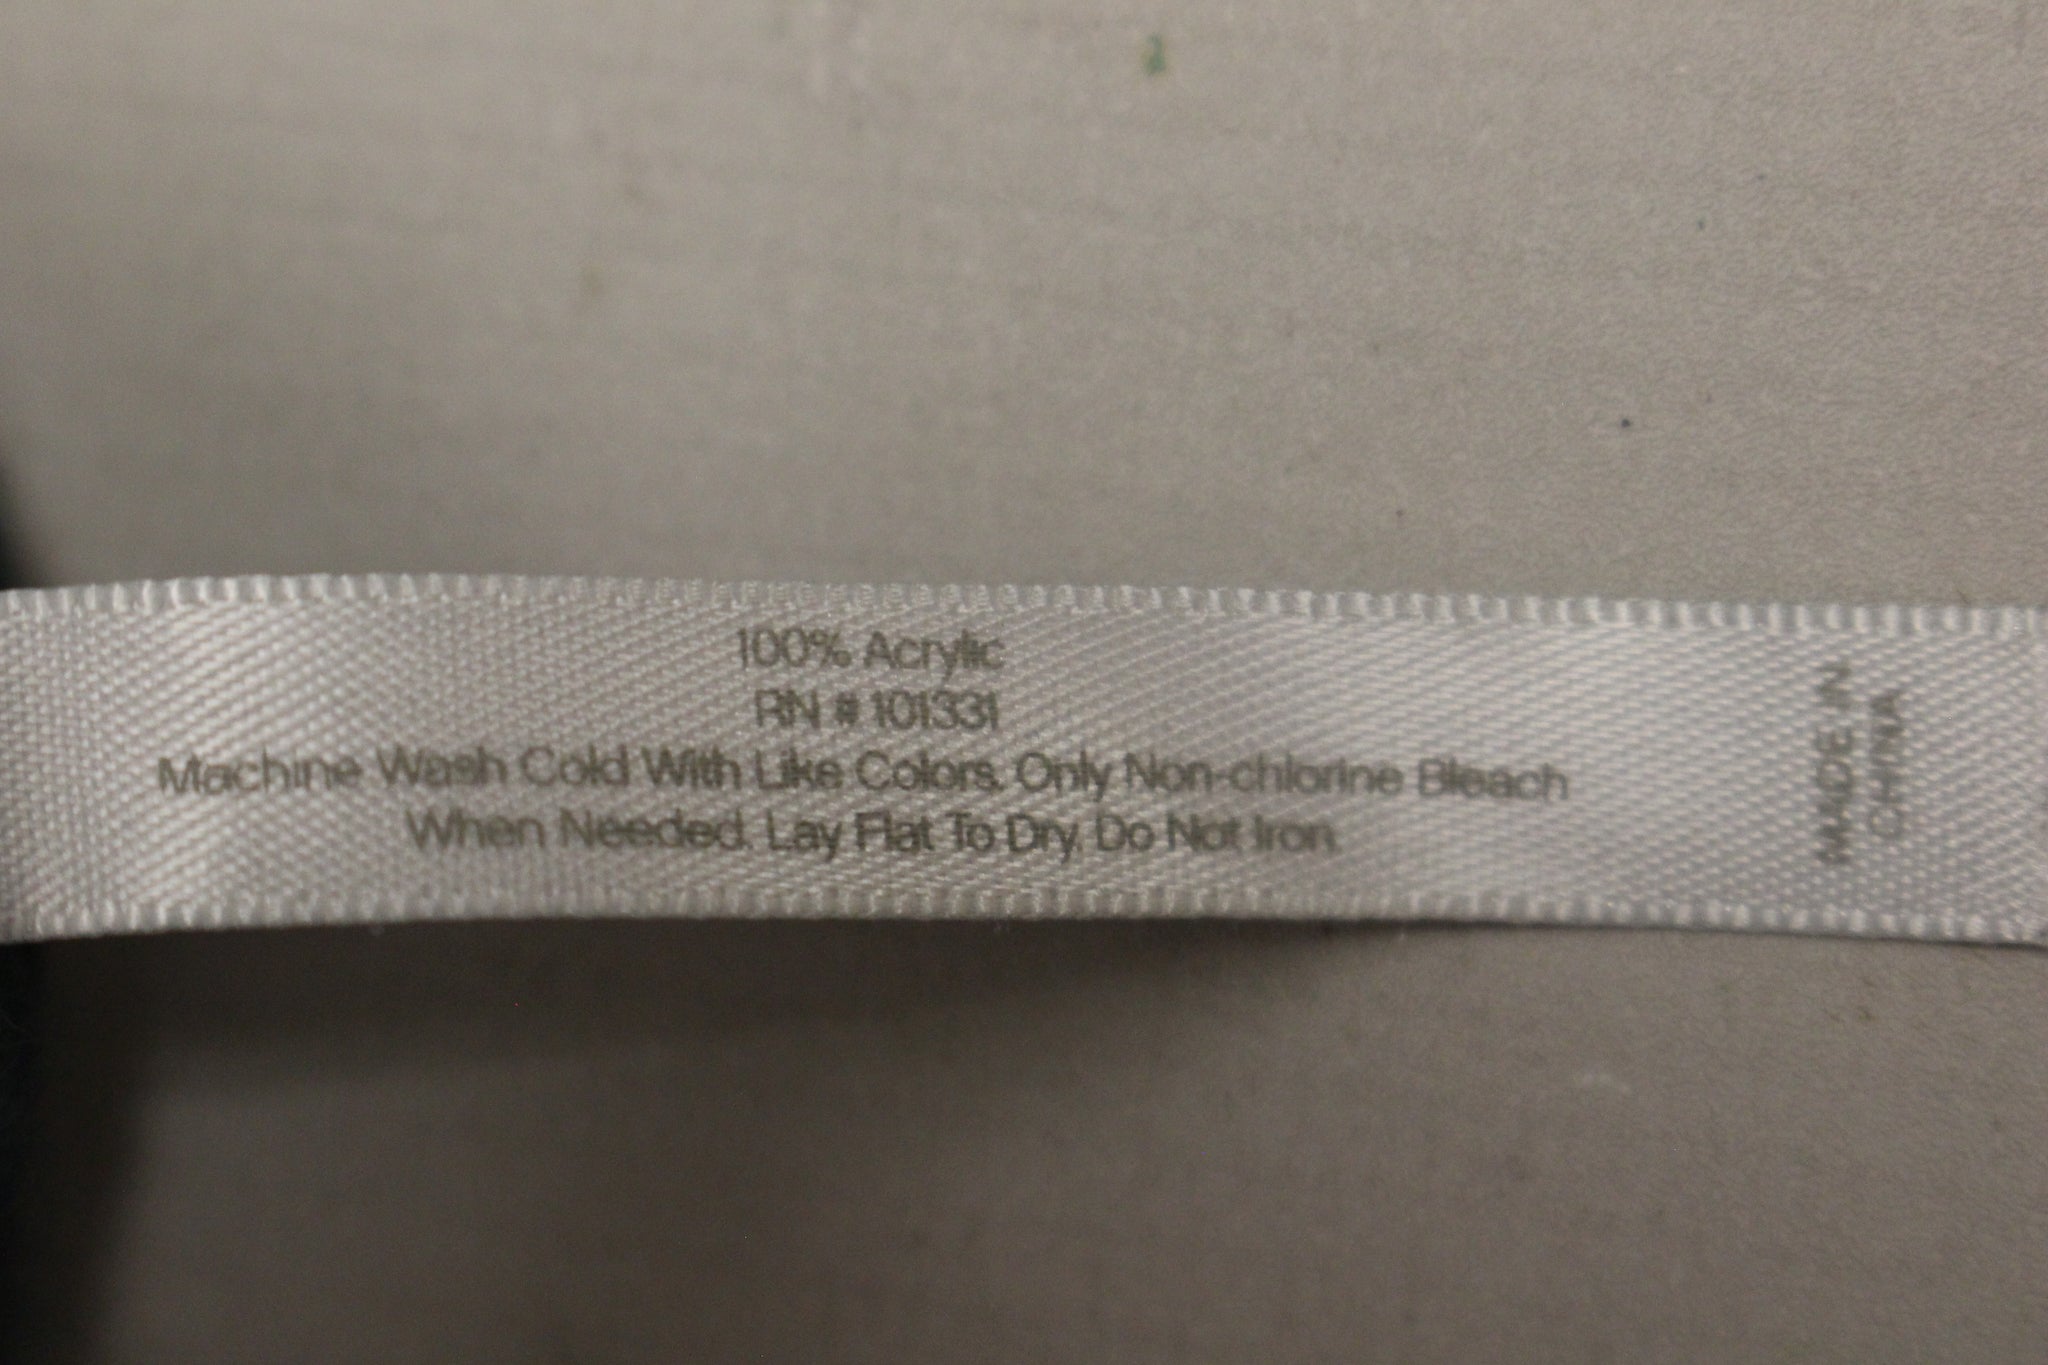 100% Acrylic
RN # 101331
Machine Wash Cold With Like Colors. Only Non-chlorine Bleach
When Needed. Lay Flat To Dry. Do Not Iron.
MADE IN
CHINA